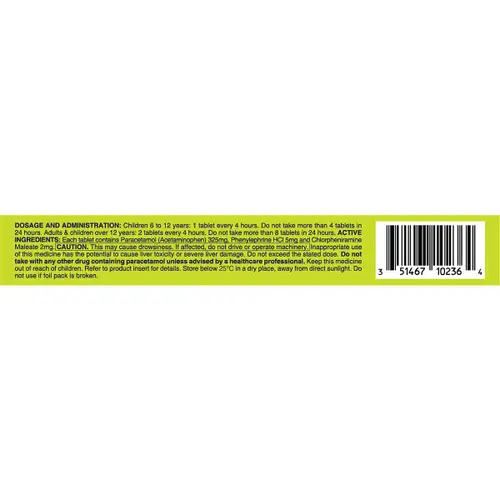 DOSAGE AND ADMINISTRATION: Children 6 to 12 years: 1 tablet every 4 hours. Do not take more than 4 tablets in
24 hours. Adults & children over 12 years: 2 tablets every 4 hours. Do not take more than 8 tablets in 24 hours. ACTIVE
INGREDIENTS: Each tablet contains Paracetamol (Acetaminophen) 325mg, Phenylephrine HCl 5mg and Chlorpheniramine
Maleate 2mg. CAUTION. This may cause drowsiness. If affected, do not drive or operate machinery. Inappropriate use
of this medicine has the potential to cause liver toxicity or severe liver damage. Do not exceed the stated dose. Do not
take with any other drug containing paracetamol unless advised by a healthcare professional. Keep this medicine
out of reach of children. Refer to product insert for details. Store below 25°C in a dry place, away from direct sunlight. Do
not use if foil pack is broken.
3 51467 10236 4